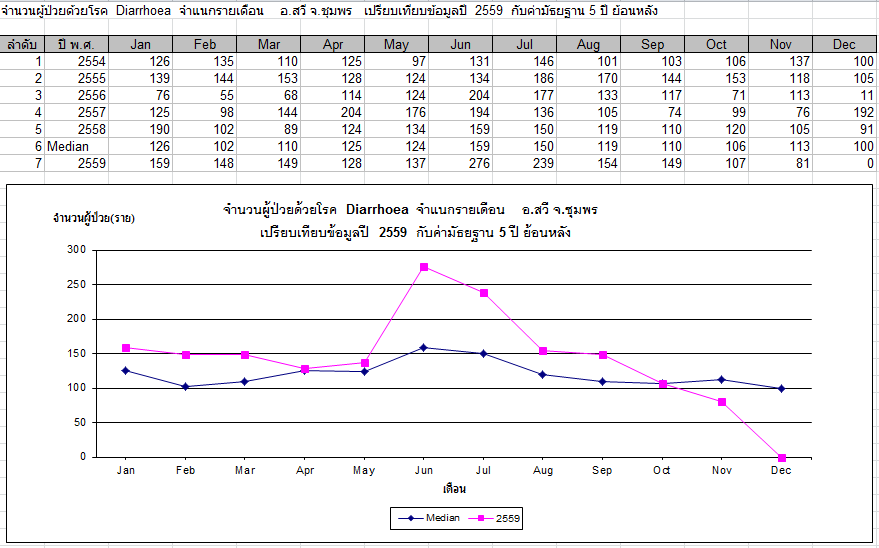 จำนวนผู้ป่วยด้วยโรค Diarrhoea จำแนกรายเดือน อ.สวี จ.ชุมพร เปรียบเทียบข้อมูลปี 2559 กับค่ามัธยฐาน 5 ปี ย้อนหลัง
ลำดับ ปี พ.ศ. Jan Feb Mar Apr May Jun Jul Aug Sep Oct Nov Dec
1 2554 126 135 110 125 97 131 146 101 103 106 137 100
2 2555 139 144 153 128 124 134 186 170 144 153 118 105
3 2556 76 55 68 114 124 204 177 133 117 71 113 11
4 2557 125 98 144 204 176 194 136 105 74 99 76 192
5 2558 190 102 89 124 134 159 150 119 110 120 105 91
6 Median 126 102 110 125 124 159 150 119 110 106 113 100
7 2559 159 148 149 128 137 276 239 154 149 107 81 0
จำนวนผู้ป่วยด้วยโรค Diarrhoea จำแนกรายเดือน อ.สวี จ.ชุมพร
จำนวนผู้ป่วย(ราย)
เปรียบเทียบข้อมูลปี 2559 กับค่ามัธยฐาน 5 ปี ย้อนหลัง
300
250
200
150
100
50
0
Jan Feb Mar Apr May Jun Jul Aug Sep Oct Nov Dec
เดือน
Median 2559